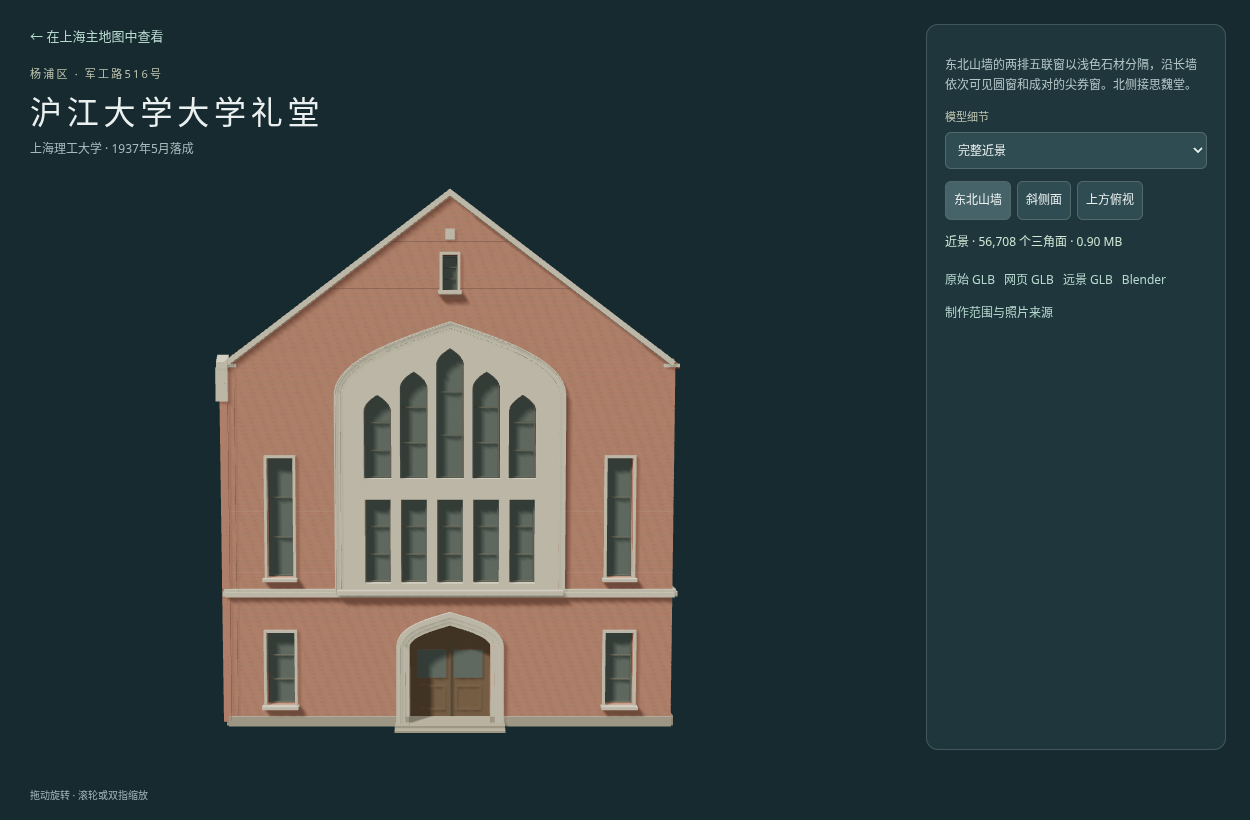 ← 在上海主地图中查看
杨浦区 · 军工路516号
沪江大学大学礼堂
上海理工大学 · 1937年5月落成
东北山墙的两排五联窗以浅色石材分隔，沿长墙
依次可见圆窗和成对的尖券窗。北侧接思魏堂。
模型细节
完整近景
东北山墙 斜侧面 上方俯视
近景 · 56,708 个三角面 · 0.90 MB
原始 GLB 网页 GLB 远景 GLB Blender
制作范围与照片来源
拖动旋转 · 滚轮或双指缩放